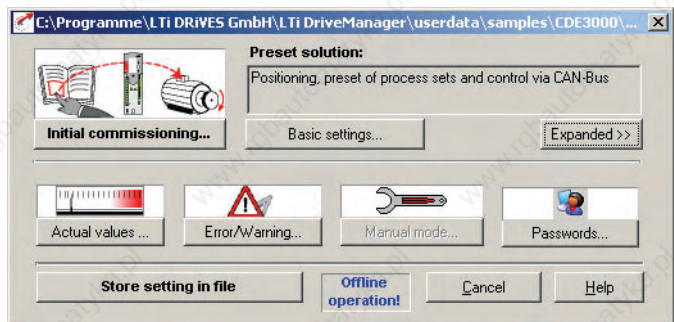 C:\Programme\LTi DRiVES GmbH\LTi DriveManager\userdata\samples\CDE3000\...
Preset solution:
Positioning, preset of process sets and control via CAN-Bus
Initial commissioning...
Basic settings...
Expanded >>
Actual values ...
Error/Warning...
Manual mode...
Passwords...
Store setting in file
Offline
operation!
Cancel
Help